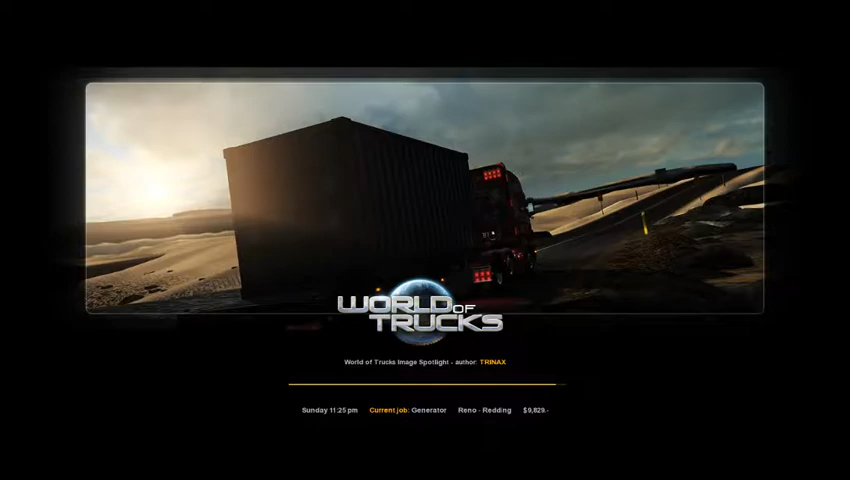 WORLD OF
TRUCKS
World of Trucks Image Spotlight - author: TRINAX
Sunday 11:25 pm Current job: Generator Reno - Redding $9,829.-